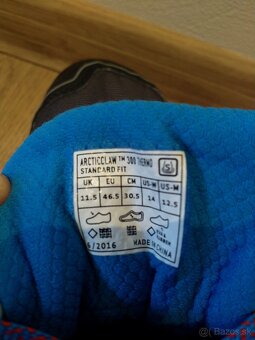 ARCTICCLAW ™ 300 THERMO
STANDARD FIT
UK EU CM US-W US-M
11.5 46.5 30.5 14 12.5
6/2016 MADE IN CHINA
Bazos.sk